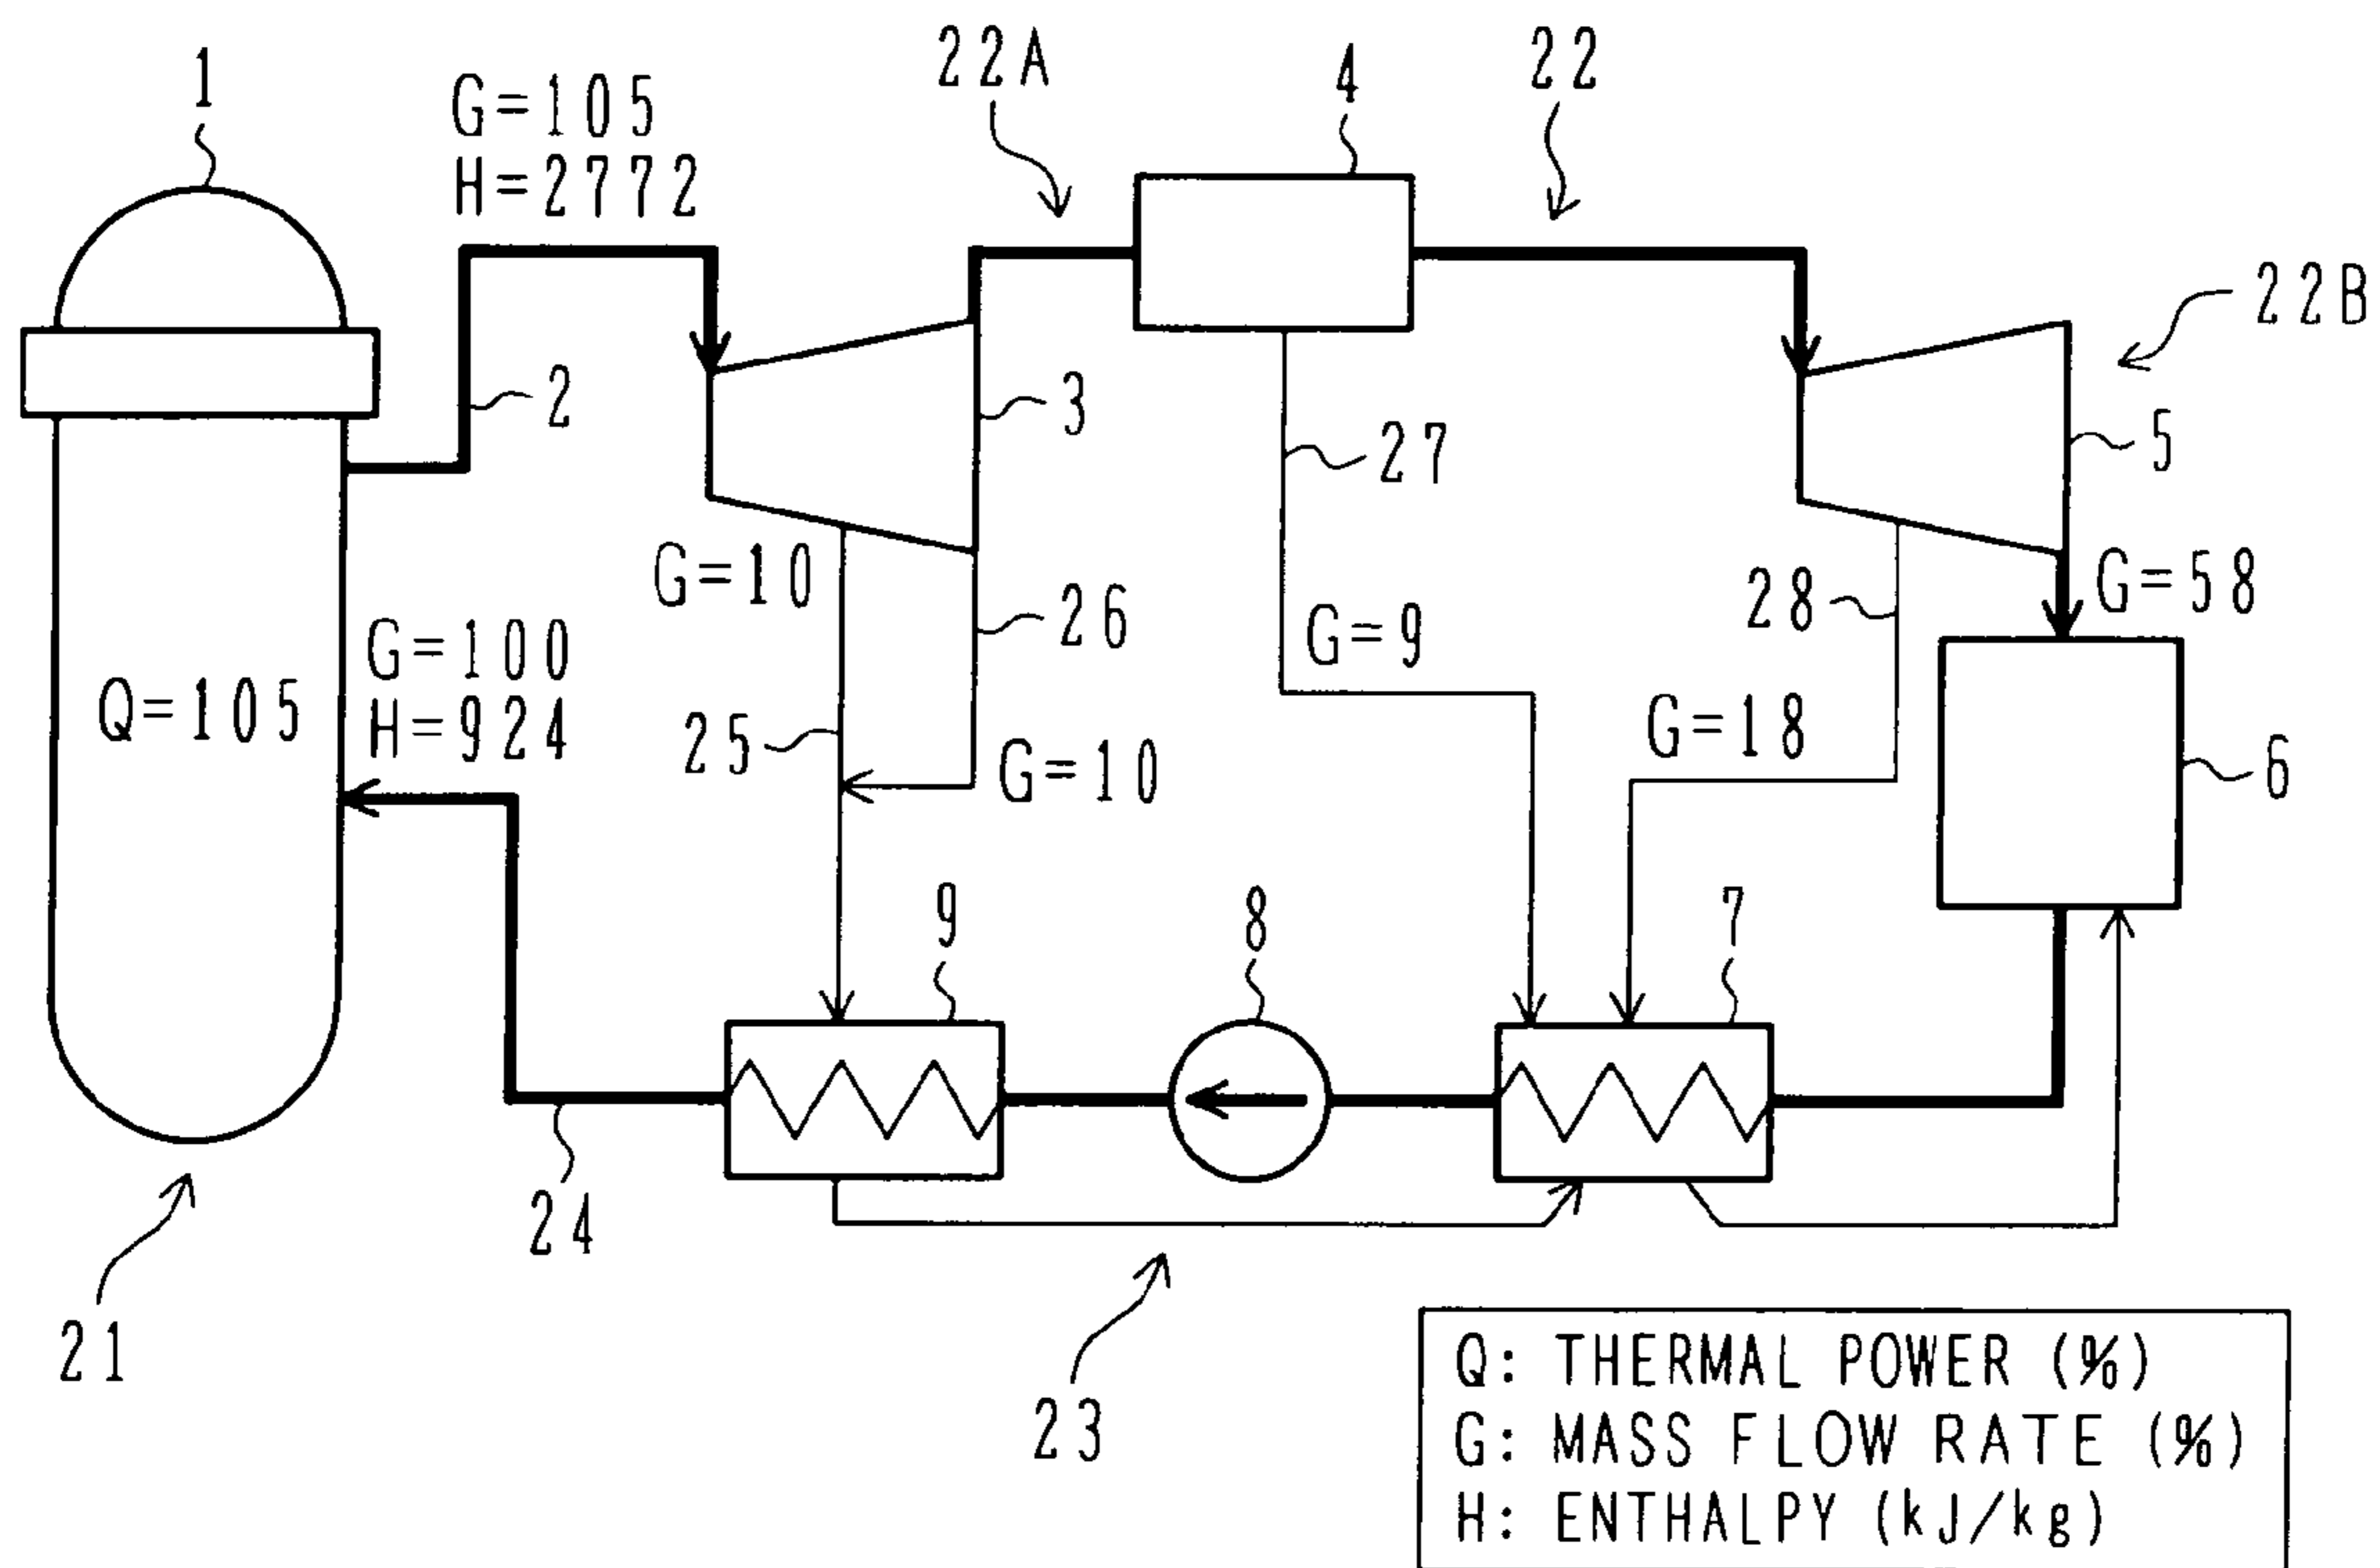 1
G=105
H=2772
22A
4
22
22B
2
3
27
5
G=10
26
28
G=58
G=100
H=924
Q=105
G=9
25
G=18
G=10
6
9
8
7
24
21
23
Q: THERMAL POWER (%)
G: MASS FLOW RATE (%)
H: ENTHALPY (kJ/kg)